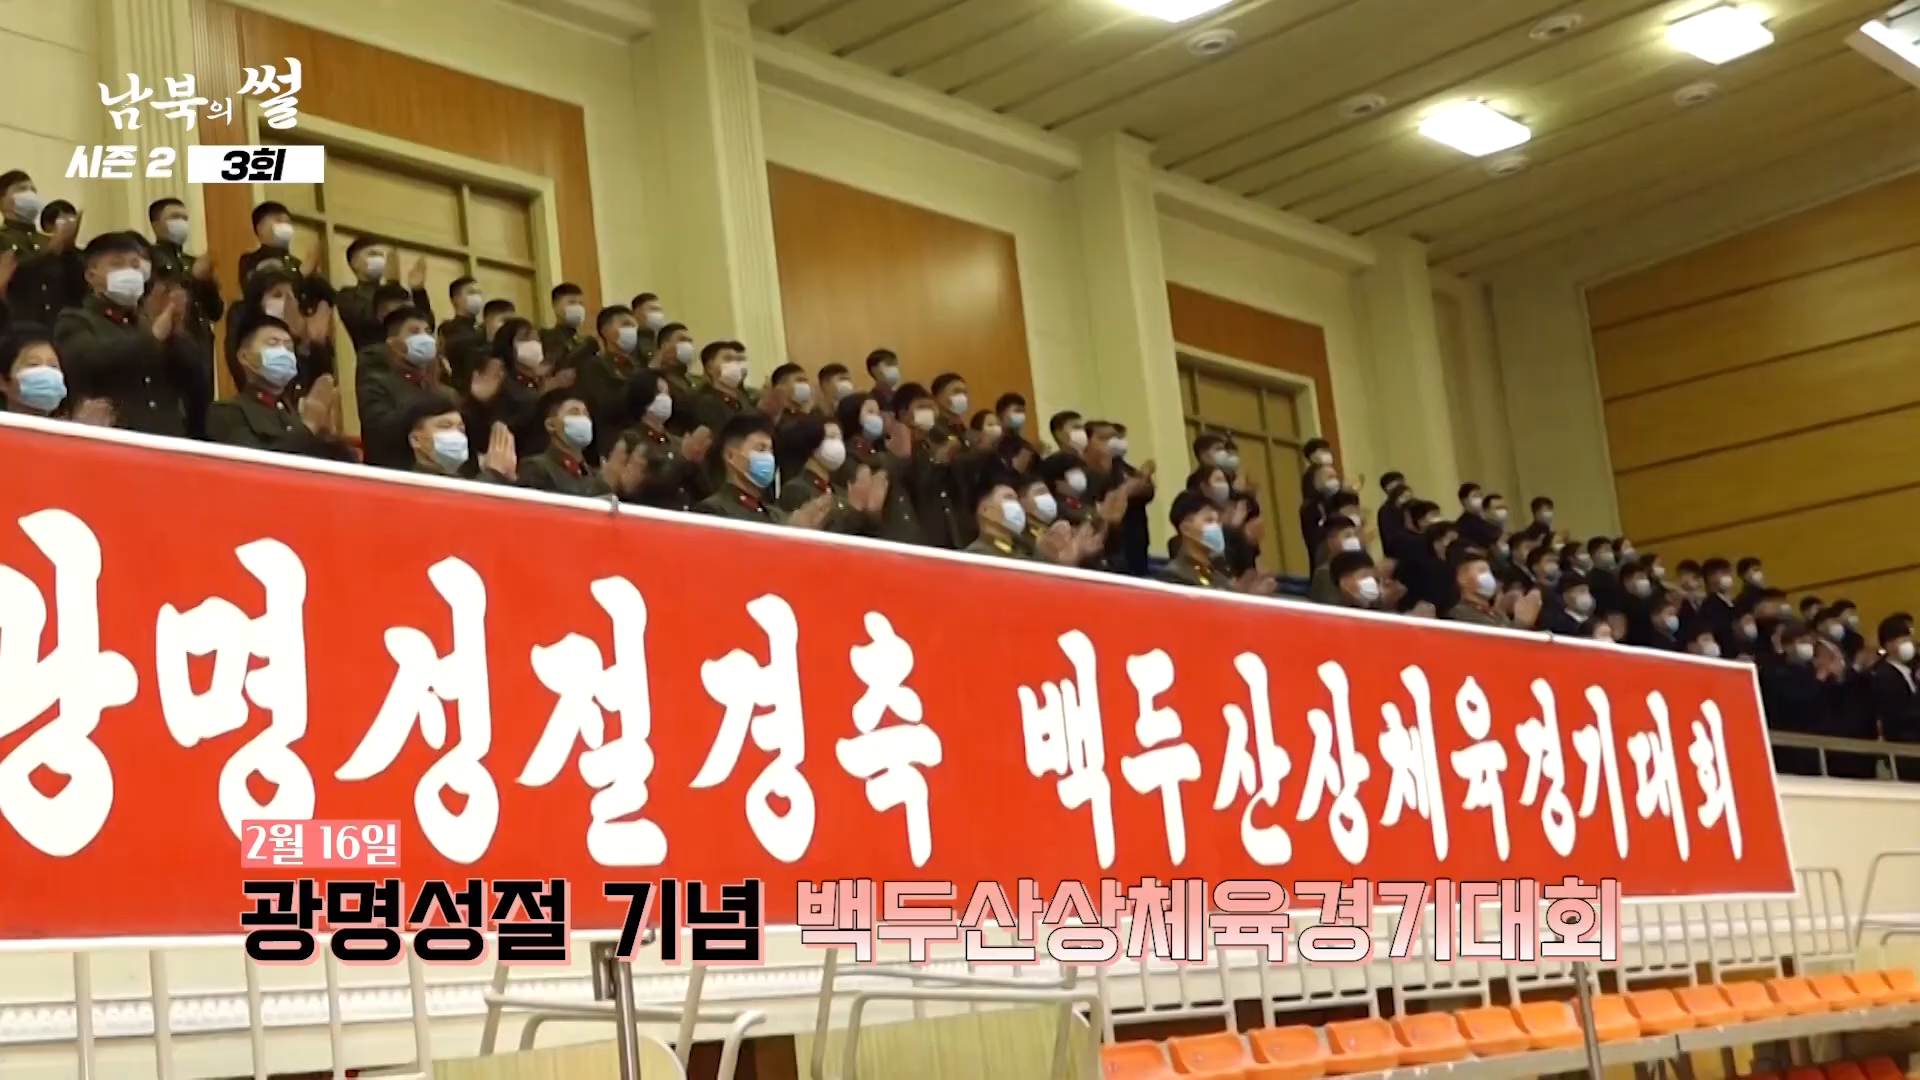 남북의 썰
시즌 2 3회
광명성절경축 백두산상체육경기대회
2월 16일
광명성절 기념 백두산상체육경기대회